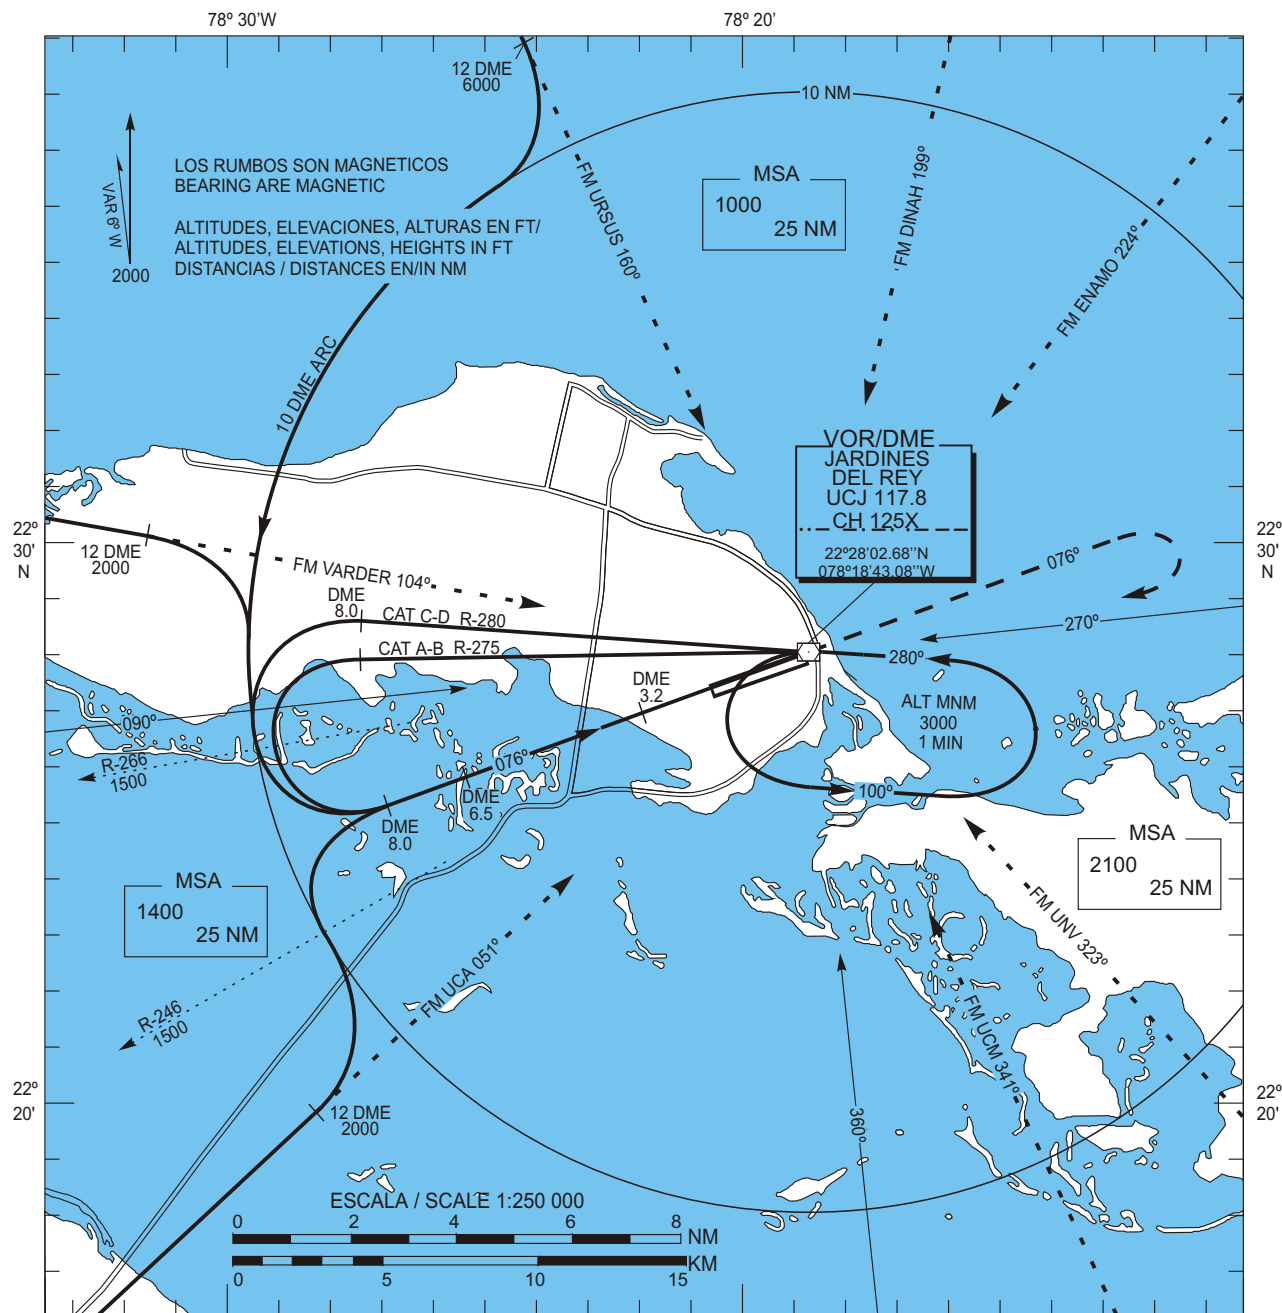 78º 30'W
78º 20'
12 DME
6000
10 NM
LOS RUMBOS SON MAGNETICOS
BEARING ARE MAGNETIC
VAR 6º W
2000
ALTITUDES, ELEVACIONES, ALTURAS EN FT/
ALTITUDES, ELEVATIONS, HEIGHTS IN FT
DISTANCIAS / DISTANCES EN/IN NM
MSA
1000
25 NM
FM URSUS 160º
'FM DINAH 199º
FM ENAMO 224º
10 DME ARC
VOR/DME
JARDINES
DEL REY
UCJ 117.8
CH 125X
22º28'02.68''N
078º18'43.08''W
22º
30'
N
22º
30'
N
12 DME
2000
FM VARDER 104º
076º
DME
8.0
CAT C-D R-280
CAT A-B R-275
270º
280º
DME
3.2
ALT MNM
3000
1 MIN
090º
R-266
1500
076º
DME
6.5
DME
8.0
100º
MSA
1400
25 NM
MSA
2100
25 NM
FM UCA 051º
FM UNV 323º
R-246
1500
FM UCM 341º
360º
22º
20'
22º
20'
12 DME
2000
ESCALA / SCALE 1:250 000
0 2 4 6 8
NM
KM
0 5 10 15